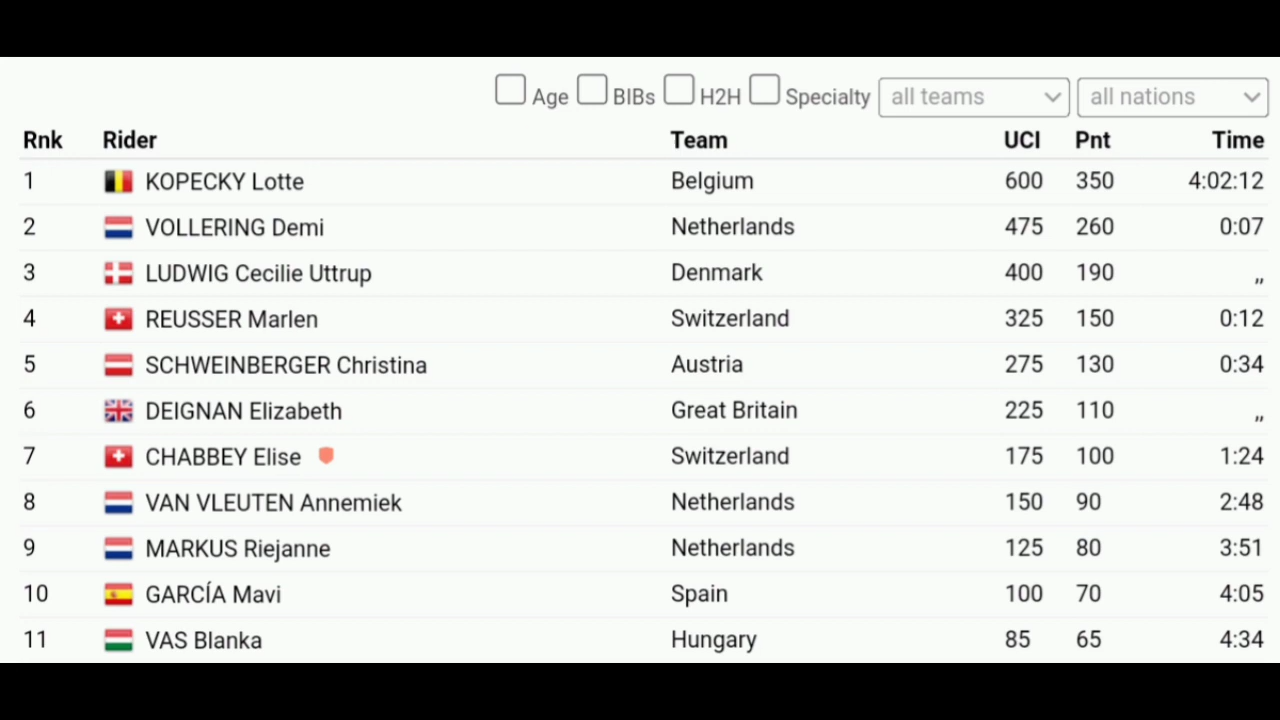 Age BIBs H2H Specialty all teams all nations
Rnk Rider Team UCI Pnt Time
1 KOPECKY Lotte Belgium 600 350 4:02:12
2 VOLLERING Demi Netherlands 475 260 0:07
3 LUDWIG Cecilie Uttrup Denmark 400 190 ,,
4 REUSSER Marlen Switzerland 325 150 0:12
5 SCHWEINBERGER Christina Austria 275 130 0:34
6 DEIGNAN Elizabeth Great Britain 225 110 ,,
7 CHABBEY Elise Switzerland 175 100 1:24
8 VAN VLEUTEN Annemiek Netherlands 150 90 2:48
9 MARKUS Riejanne Netherlands 125 80 3:51
10 GARCÍA Mavi Spain 100 70 4:05
11 VAS Blanka Hungary 85 65 4:34